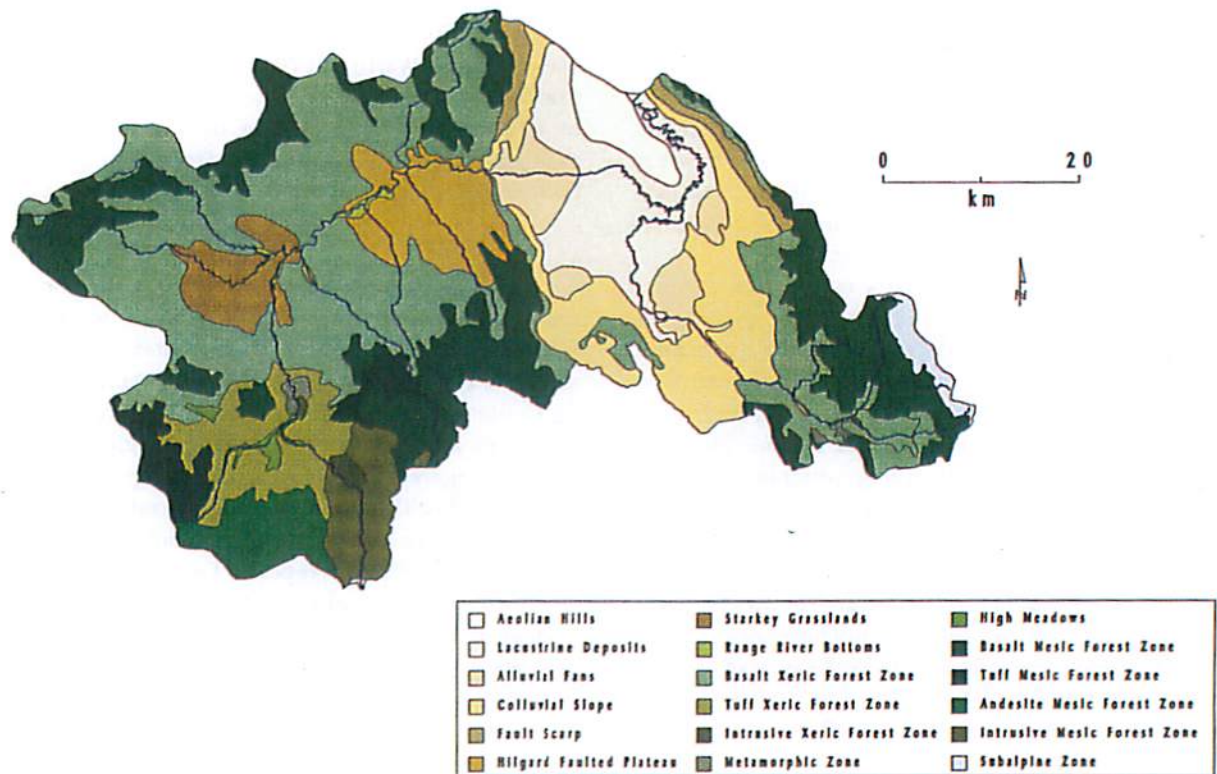 0 20
km
N
Aeolian Hills
Lacustrine Deposits
Alluvial Fans
Colluvial Slope
Fault Scarp
Hilgard Faulted Plateau
Starkey Grasslands
Range River Bottoms
Basalt Xeric Forest Zone
Tuff Xeric Forest Zone
Intrusive Xeric Forest Zone
Metamorphic Zone
High Meadows
Basalt Mesic Forest Zone
Tuff Mesic Forest Zone
Andesite Mesic Forest Zone
Intrusive Mesic Forest Zone
Subalpine Zone